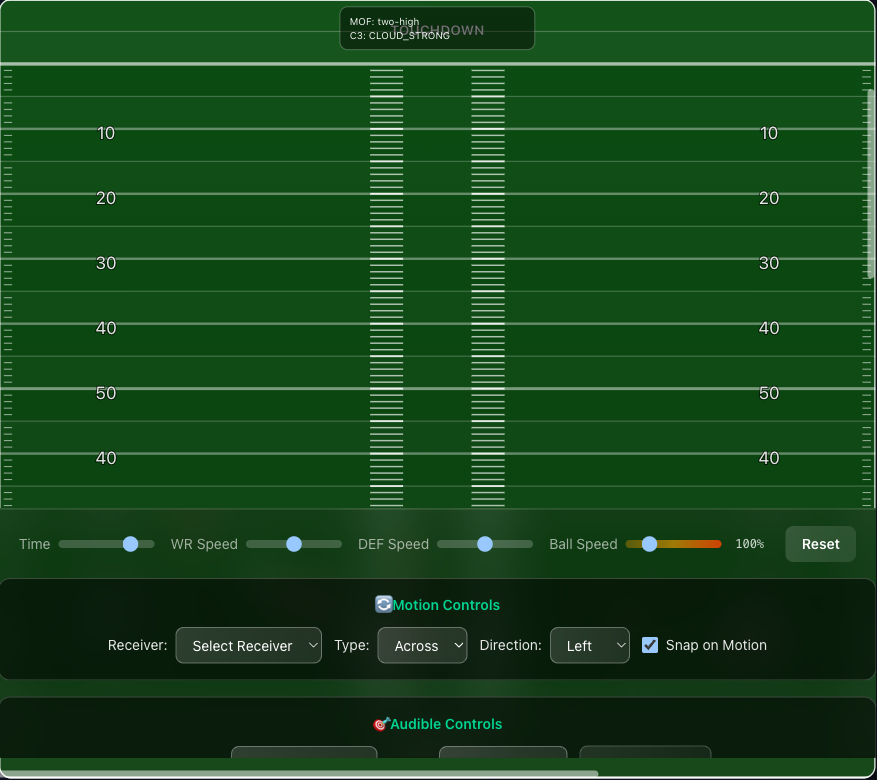 MOF: two-high
TOUCHDOWN
C3: CLOUD_STRONG
10 10
20 20
30 30
40 40
50 50
40 40
Time WR Speed DEF Speed Ball Speed 100% Reset
Motion Controls
Receiver: Select Receiver Type: Across Direction: Left Snap on Motion
Audible Controls